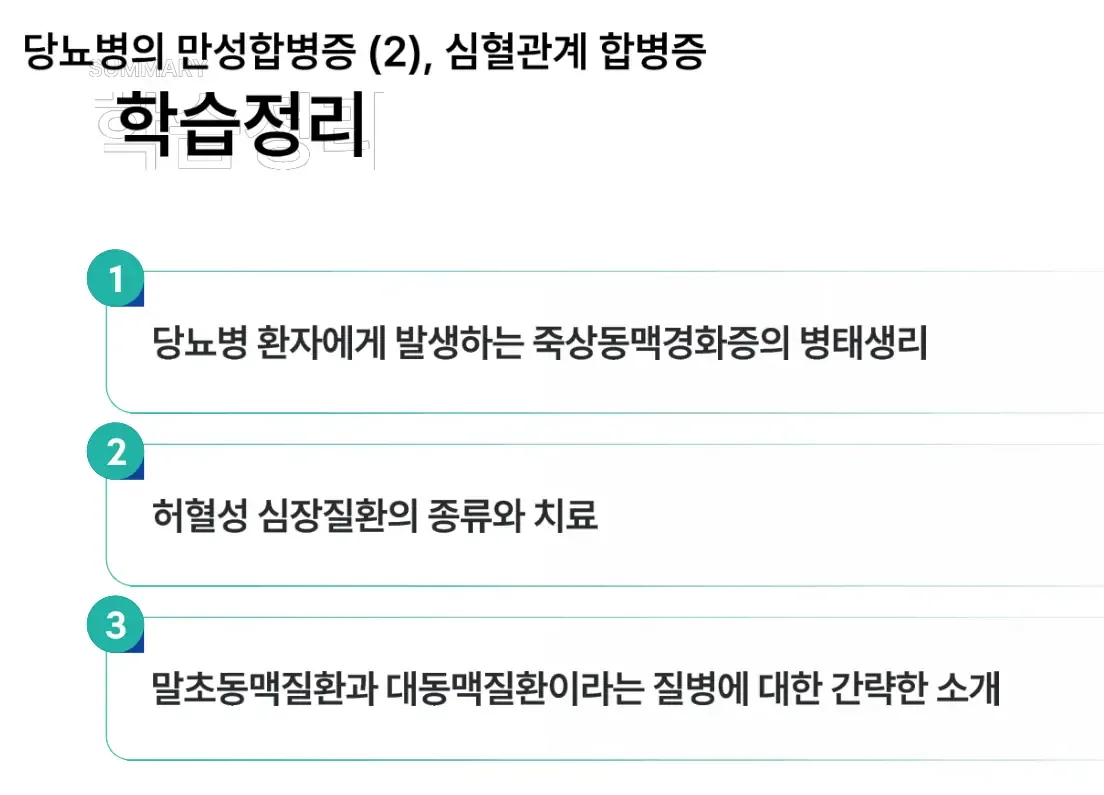 당뇨병의 만성합병증 (2), 심혈관계 합병증
SUMMARY
학습정리
1
당뇨병 환자에게 발생하는 죽상동맥경화증의 병태생리
2
허혈성 심장질환의 종류와 치료
3
말초동맥질환과 대동맥질환이라는 질병에 대한 간략한 소개